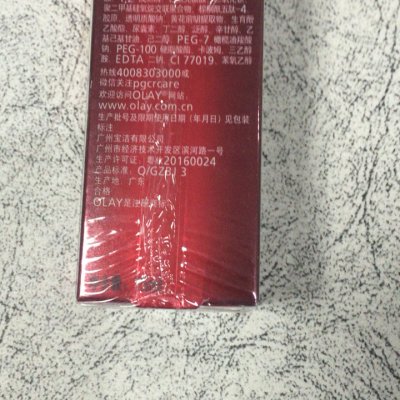 聚二甲基硅氧烷交联聚合物、棕榈酰五肽-4
胶原、透明质酸钠、黄花前胡提取物、生育酚
乙酸酯、尿囊素、丁二醇、泛醇、辛甘醇、乙
基己基甘油、己二醇、PEG-7 橄榄油羧酸
钠、PEG-100 硬脂酸酯、卡波姆、三乙醇
胺、EDTA 二钠、CI 77019、苯氧乙醇
热线4008303000或
微信关注pgcrcare
欢迎访问OLAY®网站、
www.olay.com.cn
生产批号及限期使用日期（年月日）见包装
标注
广州宝洁有限公司
广州市经济技术开发区滨河路一号
生产许可证：粤妆20160024
产品标准：Q/GZBJ 3
生产地：广东
合格
OLAY是注册商标